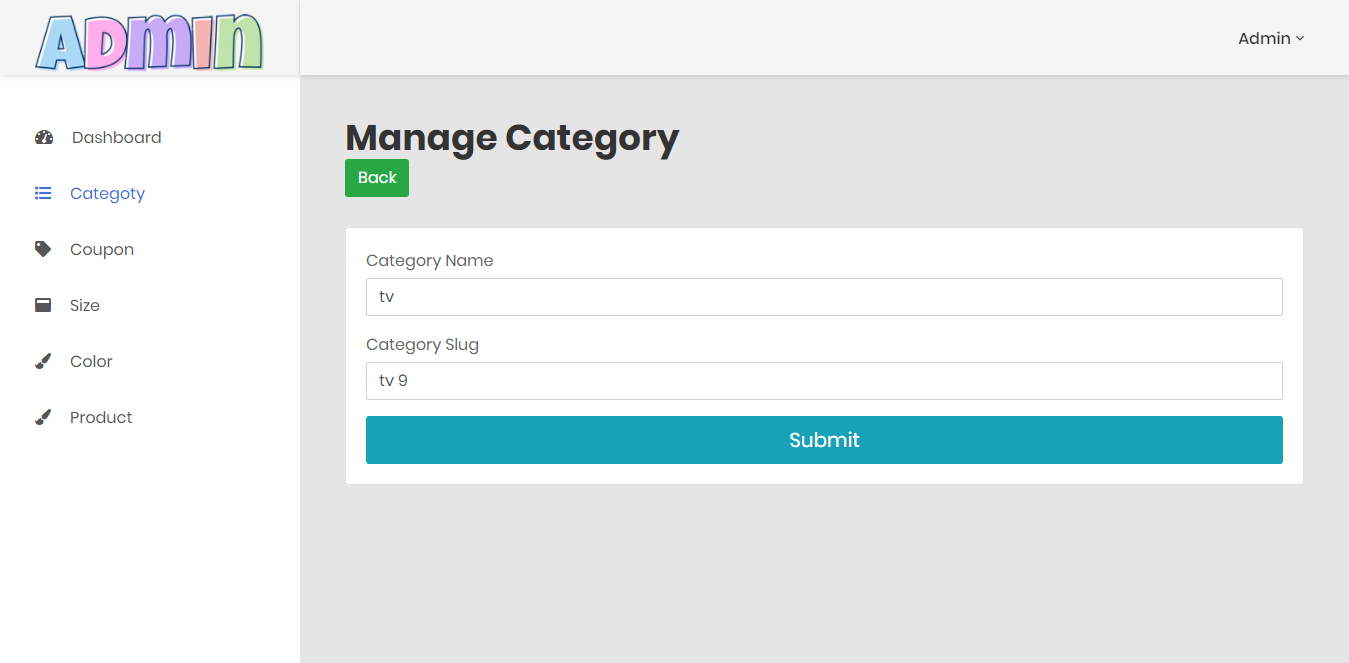 ADMIN
Admin
Dashboard
Categoty
Coupon
Size
Color
Product
Manage Category
Back
Category Name
tv
Category Slug
tv 9
Submit